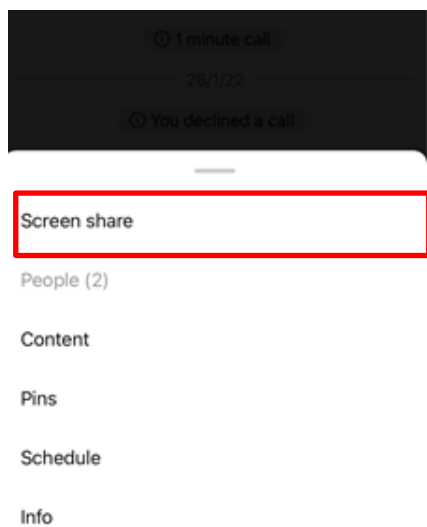 1 minute call
28/1/22
You declined a call
Screen share
People (2)
Content
Pins
Schedule
Info